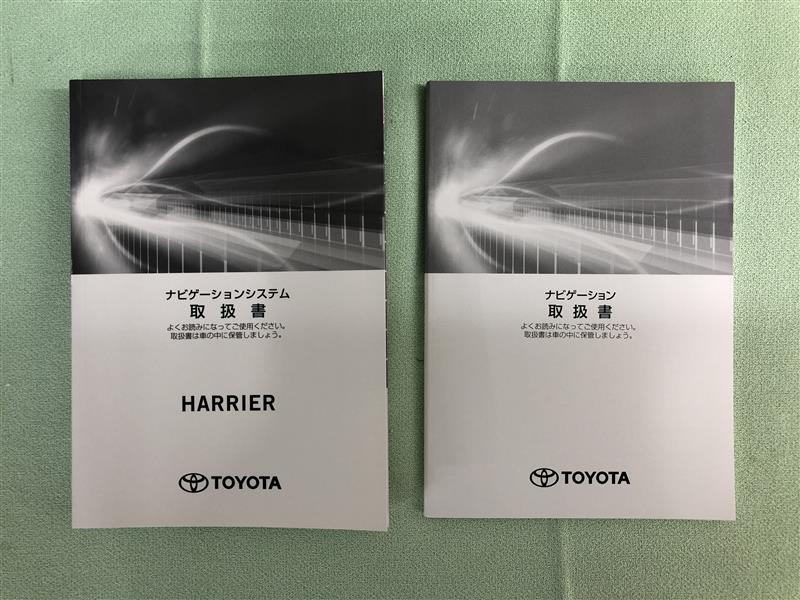 ナビゲーションシステム
取扱書
よくお読みになってご使用ください。
取扱書は車の中に保管しましょう。
HARRIER
TOYOTA
ナビゲーション
取扱書
よくお読みになってご使用ください。
取扱書は車の中に保管しましょう。
TOYOTA